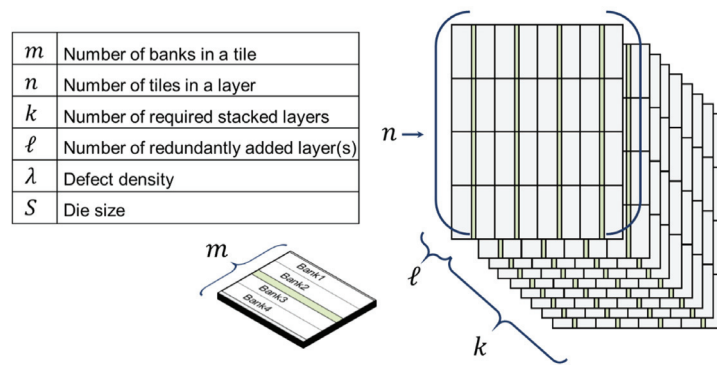 m Number of banks in a tile
n Number of tiles in a layer
k Number of required stacked layers
ℓ Number of redundantly added layer(s)
λ Defect density
S Die size
n
m
Bank1
Bank2
Bank3
Bank4
ℓ
k